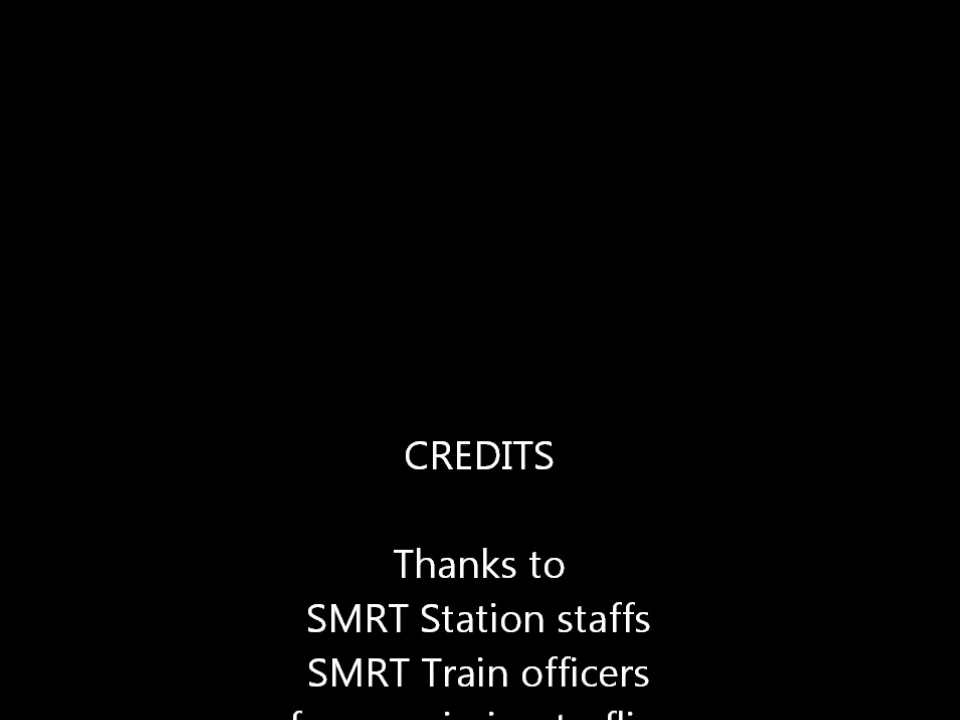 CREDITS
Thanks to
SMRT Station staffs
SMRT Train officers